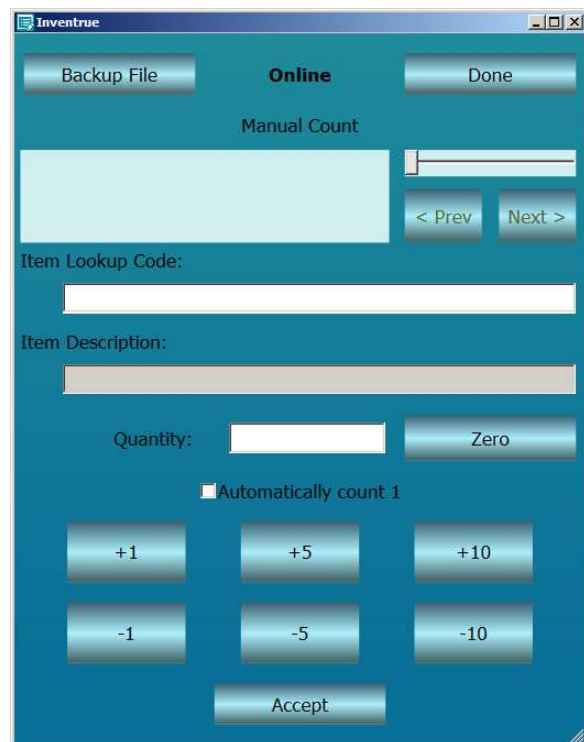 Inventrue
Backup File Online Done
Manual Count
< Prev Next >
Item Lookup Code:
Item Description:
Quantity: Zero
Automatically count 1
+1 +5 +10
-1 -5 -10
Accept